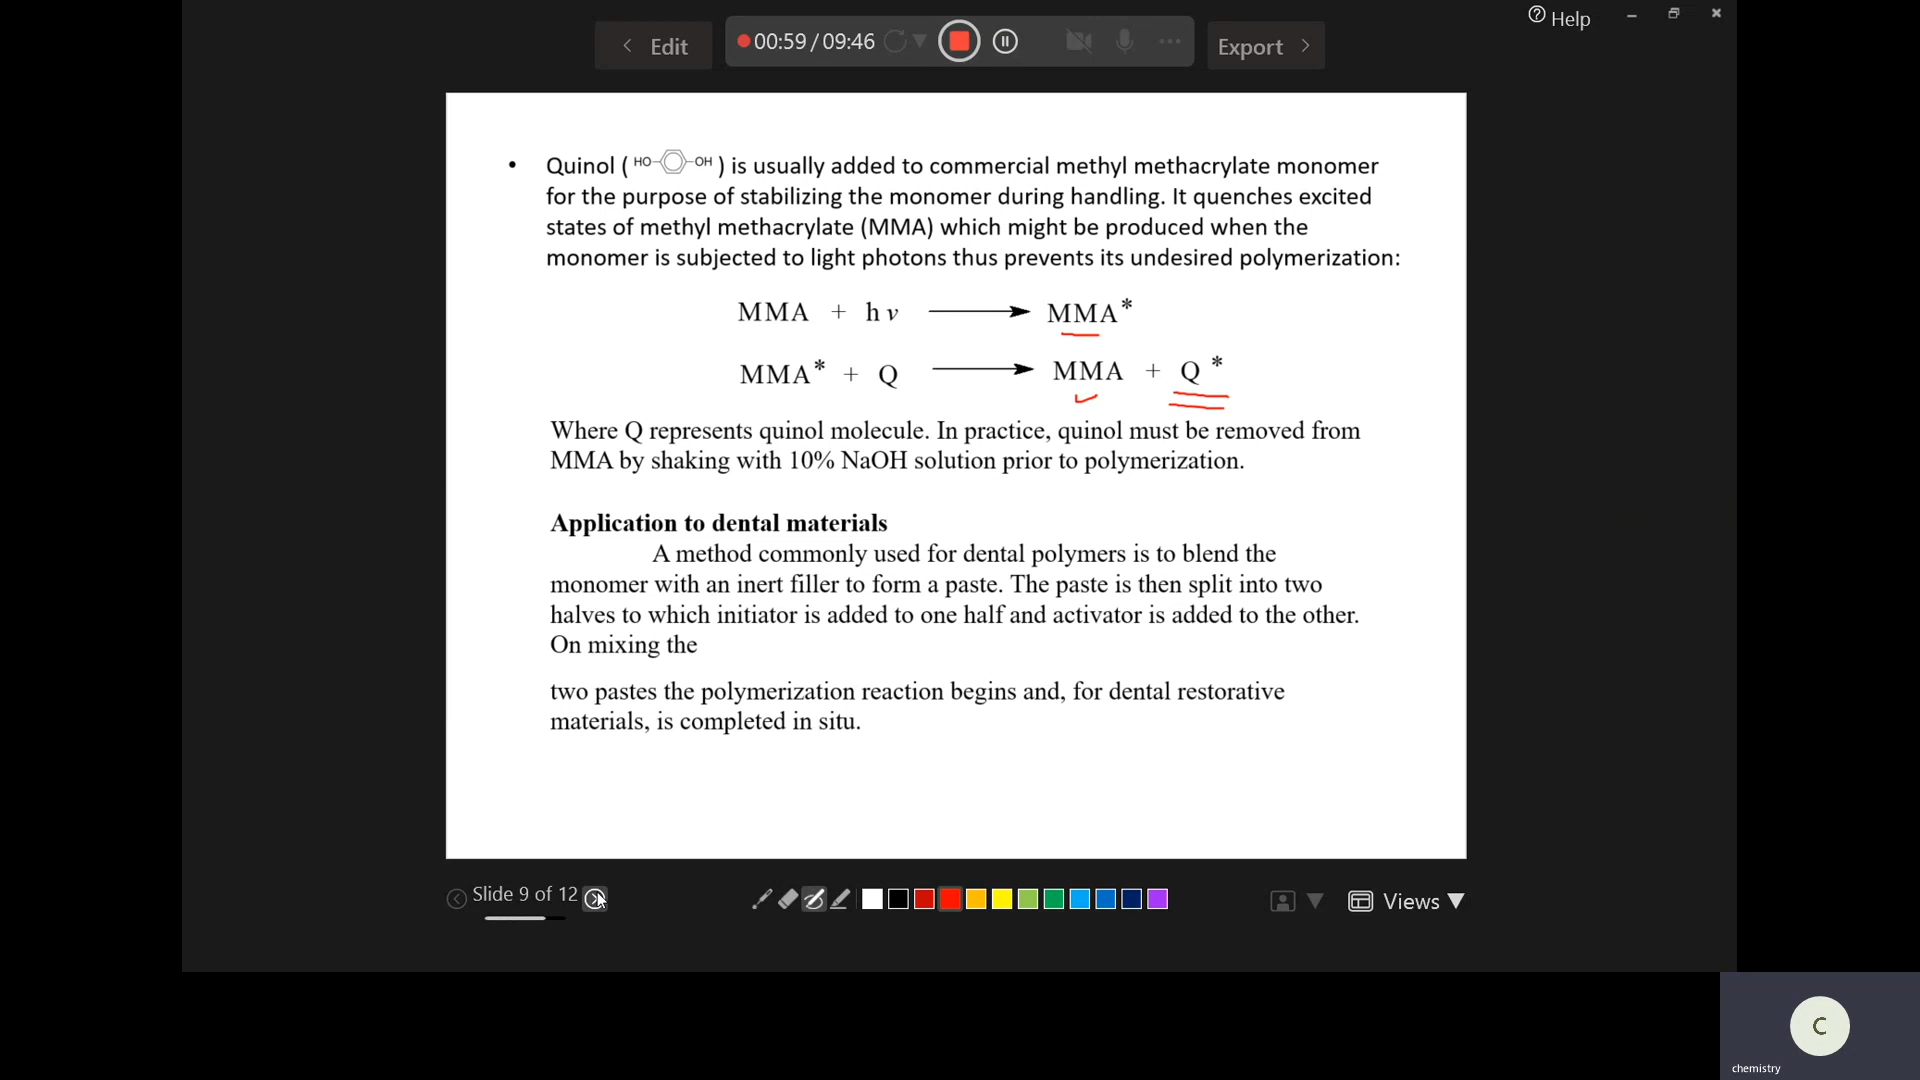 Help
Edit
00:59 / 09:46
Export
• Quinol ( HO OH ) is usually added to commercial methyl methacrylate monomer
for the purpose of stabilizing the monomer during handling. It quenches excited
states of methyl methacrylate (MMA) which might be produced when the
monomer is subjected to light photons thus prevents its undesired polymerization:
MMA + h ν ⟶ MMA*
MMA* + Q ⟶ MMA + Q *
Where Q represents quinol molecule. In practice, quinol must be removed from
MMA by shaking with 10% NaOH solution prior to polymerization.
Application to dental materials
A method commonly used for dental polymers is to blend the
monomer with an inert filler to form a paste. The paste is then split into two
halves to which initiator is added to one half and activator is added to the other.
On mixing the
two pastes the polymerization reaction begins and, for dental restorative
materials, is completed in situ.
Slide 9 of 12
Views
C
chemistry